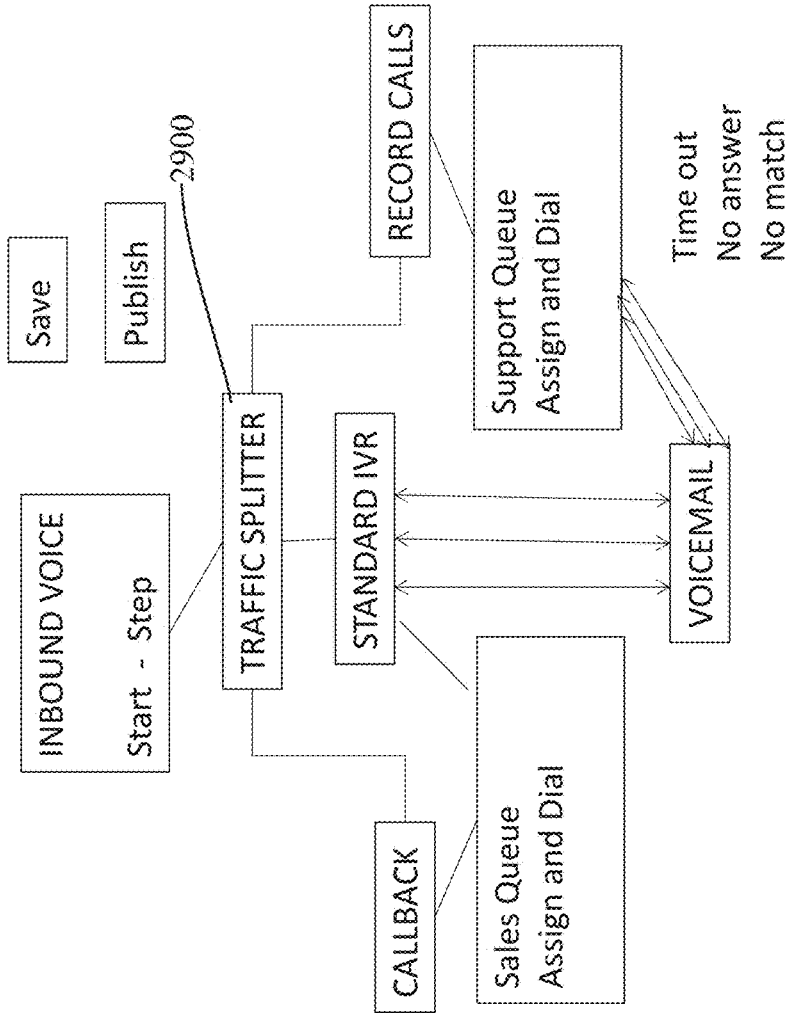 Save
Publish
INBOUND VOICE
Start - Step
2900
TRAFFIC SPLITTER
CALLBACK
STANDARD IVR
RECORD CALLS
Sales Queue
Assign and Dial
Support Queue
Assign and Dial
VOICEMAIL
Time out
No answer
No match